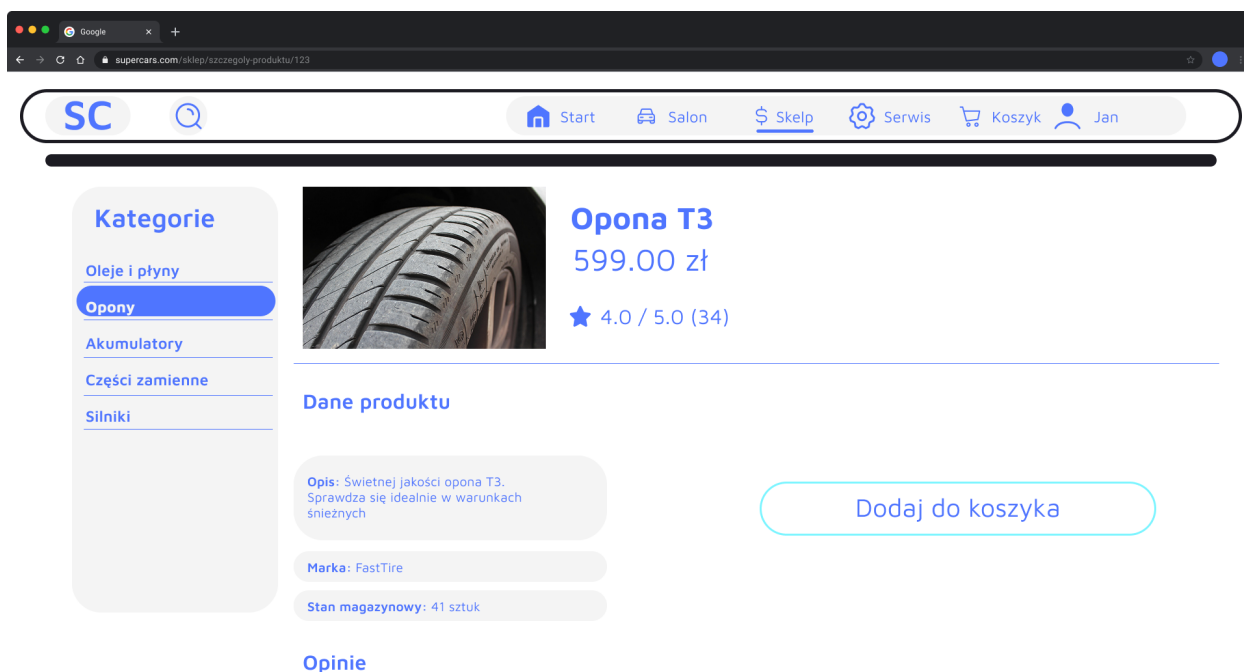 Google
supercars.com/sklep/szczegoly-produktu/123
SC
Start
Salon
Skelp
Serwis
Koszyk
Jan
Kategorie
Oleje i płyny
Opony
Akumulatory
Części zamienne
Silniki
Opona T3
599.00 zł
4.0 / 5.0 (34)
Dane produktu
Opis: Świetnej jakości opona T3.
Sprawdza się idealnie w warunkach
śnieżnych
Marka: FastTire
Stan magazynowy: 41 sztuk
Dodaj do koszyka
Opinie